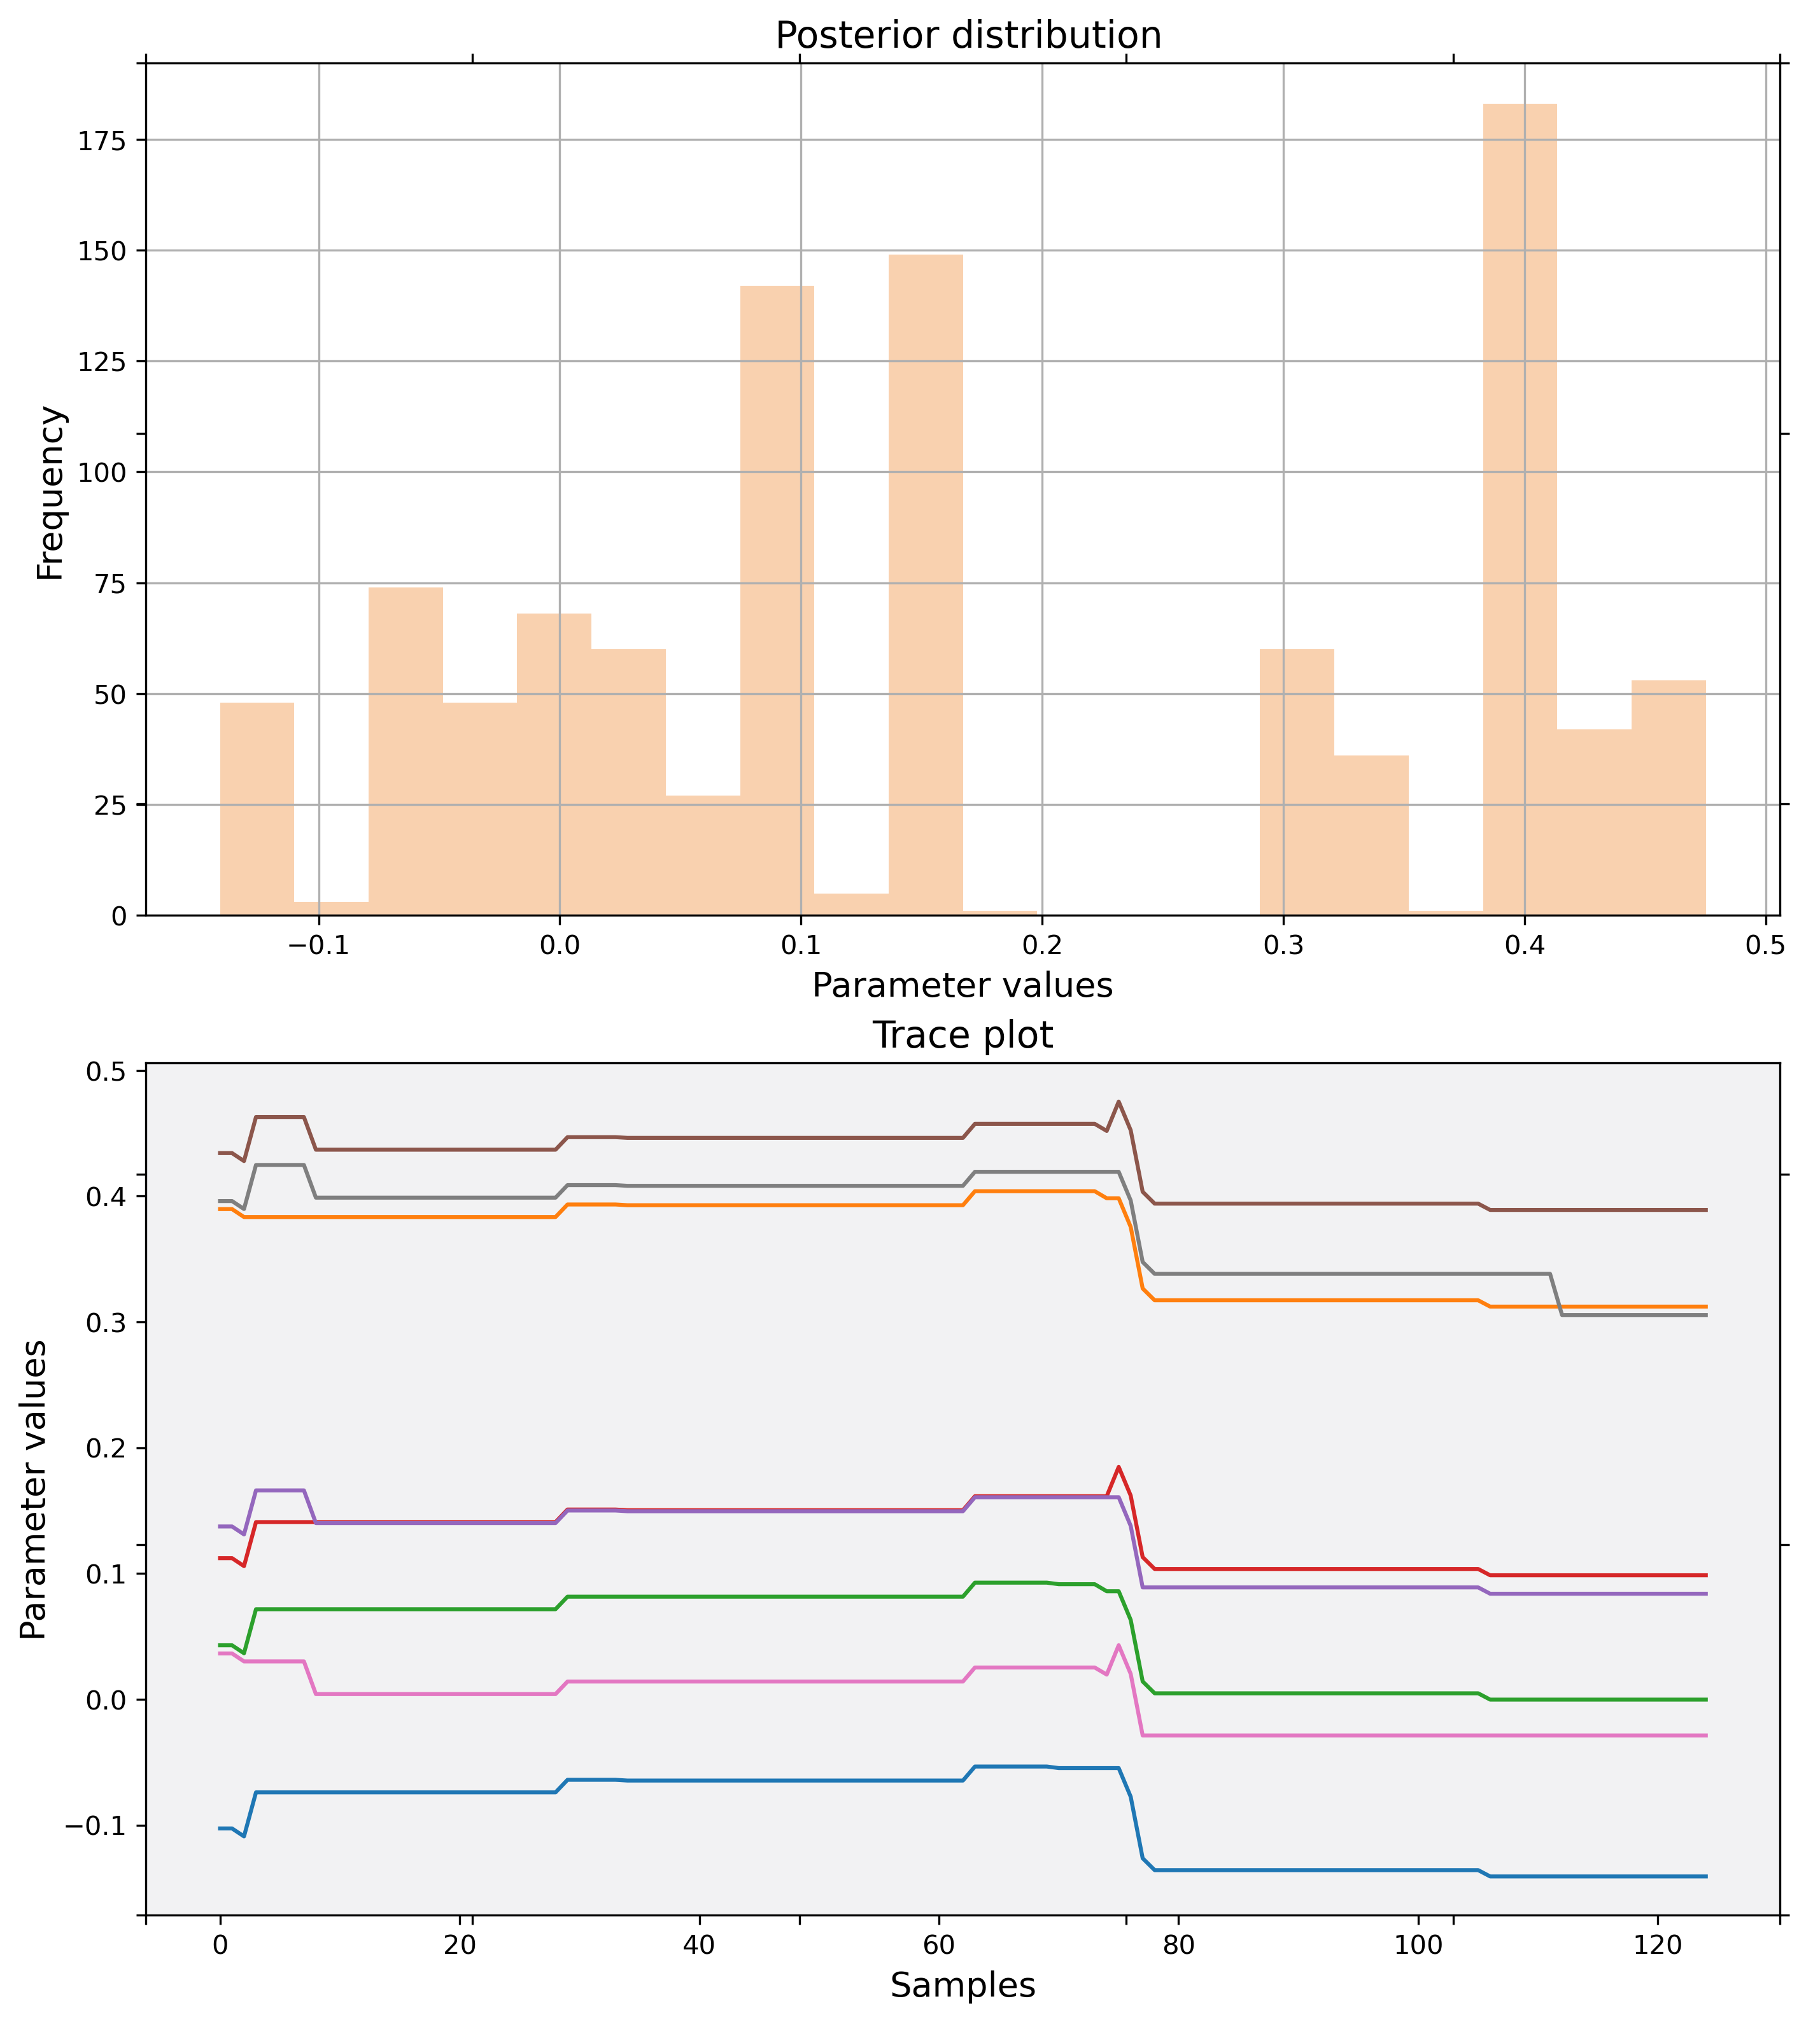 Posterior distribution
175
150
125
100
75
50
25
0
Frequency
−0.1 0.0 0.1 0.2 0.3 0.4 0.5
Parameter values
Trace plot
0.5
0.4
0.3
0.2
0.1
0.0
−0.1
Parameter values
0 20 40 60 80 100 120
Samples